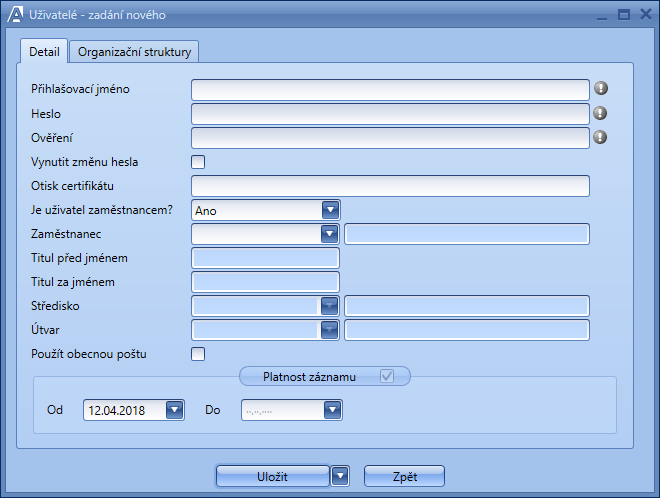 Uživatelé - zadání nového
Detail Organizační struktury
Přihlašovací jméno
Heslo
Ověření
Vynutit změnu hesla
Otisk certifikátu
Je uživatel zaměstnancem? Ano
Zaměstnanec
Titul před jménem
Titul za jménem
Středisko
Útvar
Použít obecnou poštu
Platnost záznamu
Od 12.04.2018 Do ..,..,....
Uložit Zpět